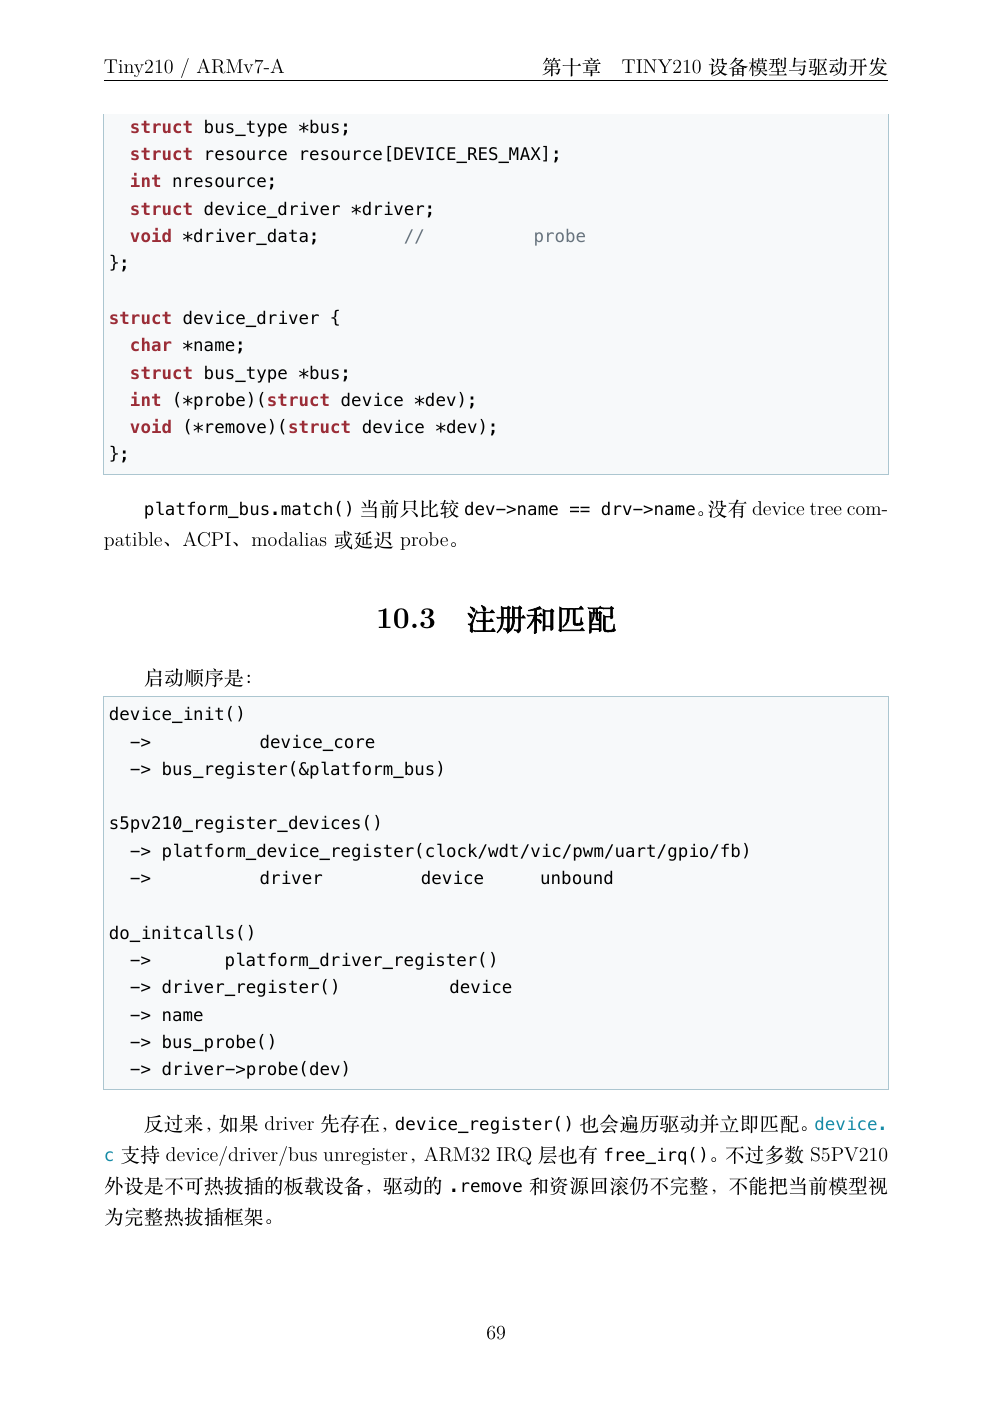 Tiny210 / ARMv7-A 第十章 TINY210 设备模型与驱动开发
struct bus_type *bus;
struct resource resource[DEVICE_RES_MAX];
int nresource;
struct device_driver *driver;
void *driver_data; // probe
};
struct device_driver {
char *name;
struct bus_type *bus;
int (*probe)(struct device *dev);
void (*remove)(struct device *dev);
};
platform_bus.match() 当前只比较 dev->name == drv->name。没有 device tree com-
patible、ACPI、modalias 或延迟 probe。
10.3 注册和匹配
启动顺序是：
device_init()
-> device_core
-> bus_register(&platform_bus)
s5pv210_register_devices()
-> platform_device_register(clock/wdt/vic/pwm/uart/gpio/fb)
-> driver device unbound
do_initcalls()
-> platform_driver_register()
-> driver_register() device
-> name
-> bus_probe()
-> driver->probe(dev)
反过来，如果 driver 先存在，device_register() 也会遍历驱动并立即匹配。device.
c 支持 device/driver/bus unregister，ARM32 IRQ 层也有 free_irq()。不过多数 S5PV210
外设是不可热拔插的板载设备，驱动的 .remove 和资源回滚仍不完整，不能把当前模型视
为完整热拔插框架。
69